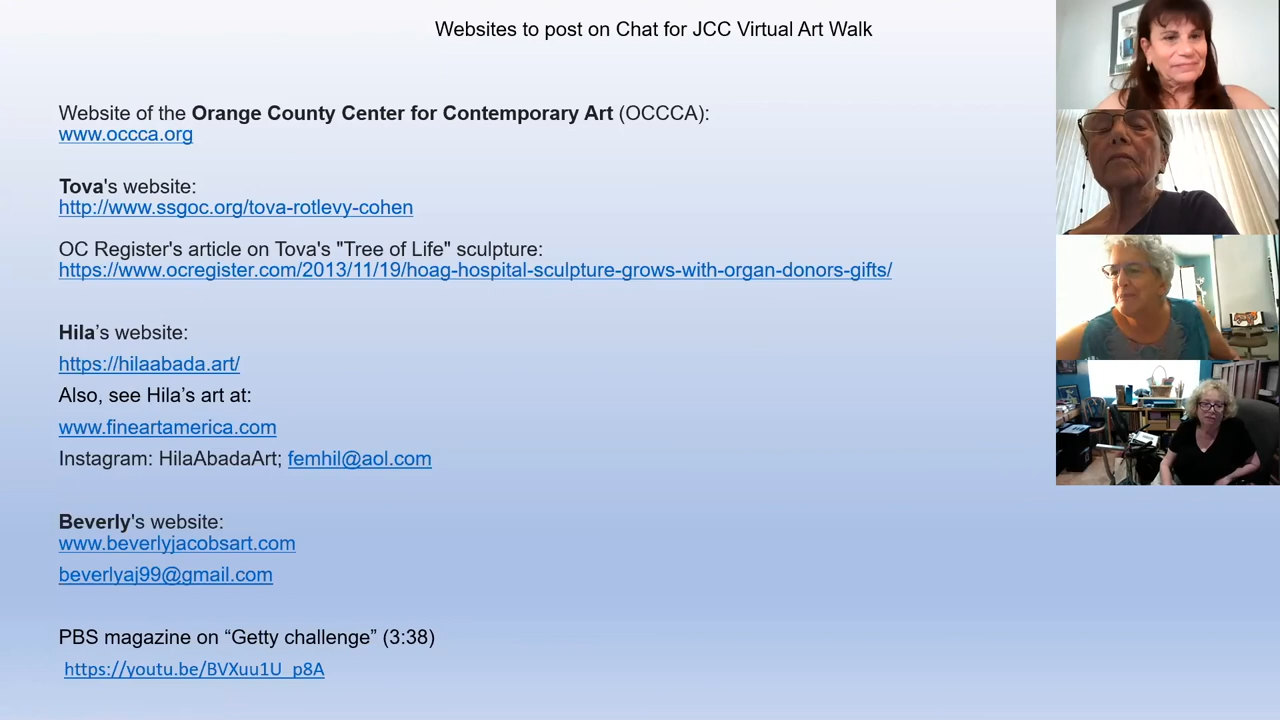 Websites to post on Chat for JCC Virtual Art Walk
Website of the Orange County Center for Contemporary Art (OCCCA):
www.occca.org
Tova's website:
http://www.ssgoc.org/tova-rotlevy-cohen
OC Register's article on Tova's "Tree of Life" sculpture:
https://www.ocregister.com/2013/11/19/hoag-hospital-sculpture-grows-with-organ-donors-gifts/
Hila’s website:
https://hilaabada.art/
Also, see Hila’s art at:
www.fineartamerica.com
Instagram: HilaAbadaArt; femhil@aol.com
Beverly's website:
www.beverlyjacobsart.com
beverlyaj99@gmail.com
PBS magazine on “Getty challenge” (3:38)
https://youtu.be/BVXuu1U_p8A